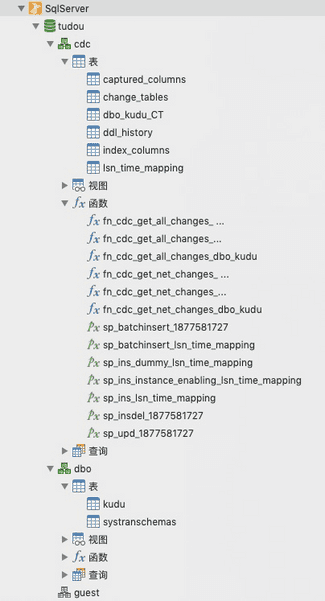 SqlServer
tudou
cdc
表
captured_columns
change_tables
dbo_kudu_CT
ddl_history
index_columns
lsn_time_mapping
视图
函数
fn_cdc_get_all_changes_ ...
fn_cdc_get_all_changes_...
fn_cdc_get_all_changes_dbo_kudu
fn_cdc_get_net_changes_ ...
fn_cdc_get_net_changes_...
fn_cdc_get_net_changes_dbo_kudu
sp_batchinsert_1877581727
sp_batchinsert_lsn_time_mapping
sp_ins_dummy_lsn_time_mapping
sp_ins_instance_enabling_lsn_time_mapping
sp_ins_lsn_time_mapping
sp_insdel_1877581727
sp_upd_1877581727
查询
dbo
表
kudu
systranschemas
视图
函数
查询
guest